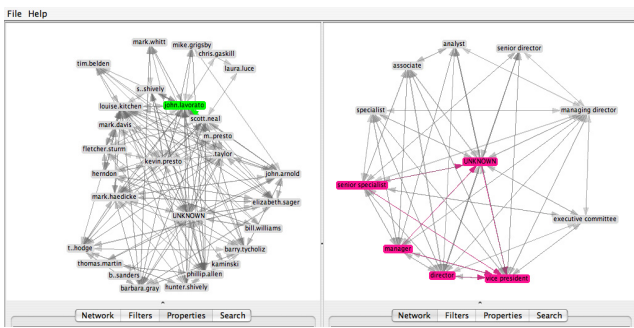 File Help
mark.whitt
mike.grigsby
chris.gaskill
tim.belden
laura.luce
s..shively
louise.kitchen
john.lavorato
scott.neal
mark.davis
m..presto
fletcher.sturm
...taylor
kevin.presto
herndon
john.arnold
mark.haedicke
elizabeth.sager
UNKNOWN
bill.williams
t..hodge
barry.tycholiz
thomas.martin
kaminski
b..sanders
phillip.allen
barbara.gray
hunter.shively
Network Filters Properties Search
analyst
senior director
associate
specialist
managing director
UNKNOWN
senior specialist
executive committee
manager
director
vice president
Network Filters Properties Search